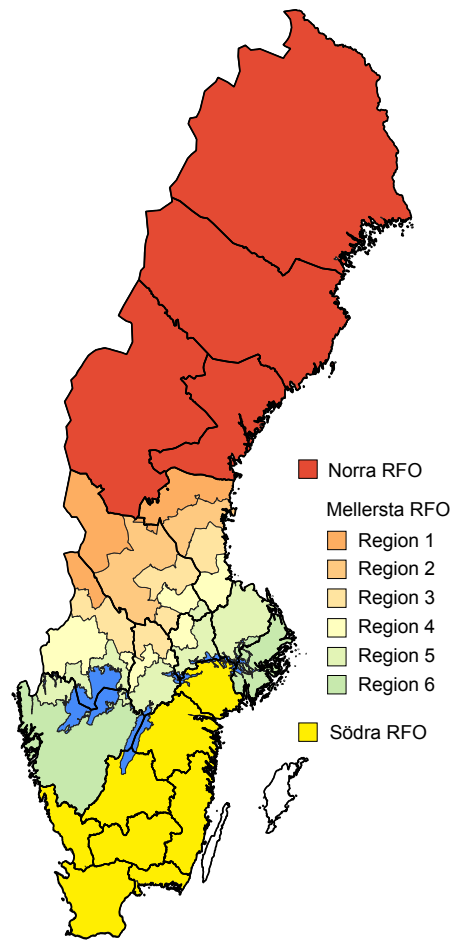 Norra RFO
Mellersta RFO
Region 1
Region 2
Region 3
Region 4
Region 5
Region 6
Södra RFO